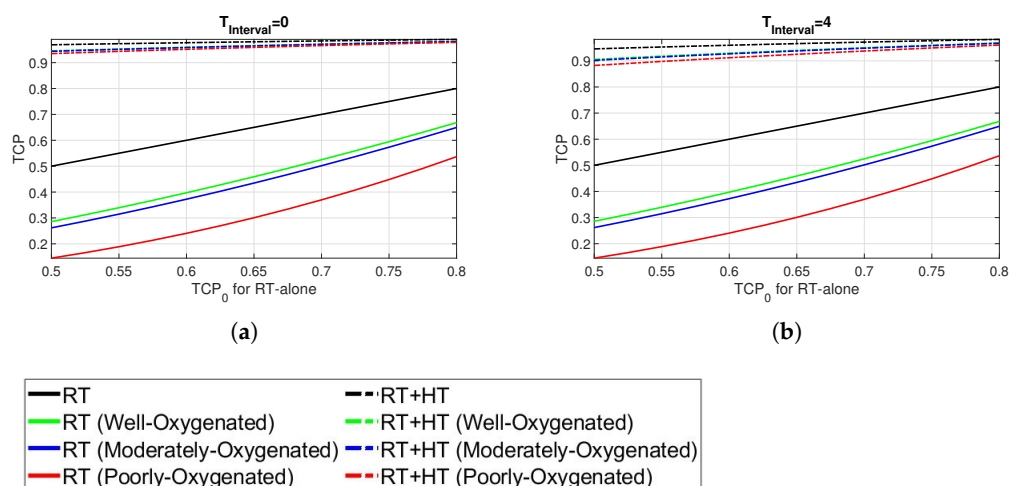 T_Interval=0
TCP
0.9
0.8
0.7
0.6
0.5
0.4
0.3
0.2
0.5 0.55 0.6 0.65 0.7 0.75 0.8
TCP_0 for RT-alone
(a)
T_Interval=4
TCP
0.9
0.8
0.7
0.6
0.5
0.4
0.3
0.2
0.5 0.55 0.6 0.65 0.7 0.75 0.8
TCP_0 for RT-alone
(b)
RT
RT (Well-Oxygenated)
RT (Moderately-Oxygenated)
RT (Poorly-Oxygenated)
RT+HT
RT+HT (Well-Oxygenated)
RT+HT (Moderately-Oxygenated)
RT+HT (Poorly-Oxygenated)